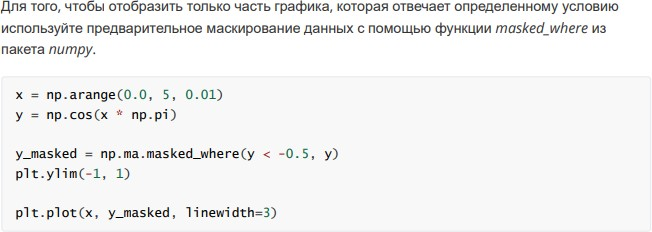 Для того, чтобы отобразить только часть графика, которая отвечает определенному условию
используйте предварительное маскирование данных с помощью функции masked_where из
пакета numpy.
x = np.arange(0.0, 5, 0.01)
y = np.cos(x * np.pi)
y_masked = np.ma.masked_where(y < -0.5, y)
plt.ylim(-1, 1)
plt.plot(x, y_masked, linewidth=3)